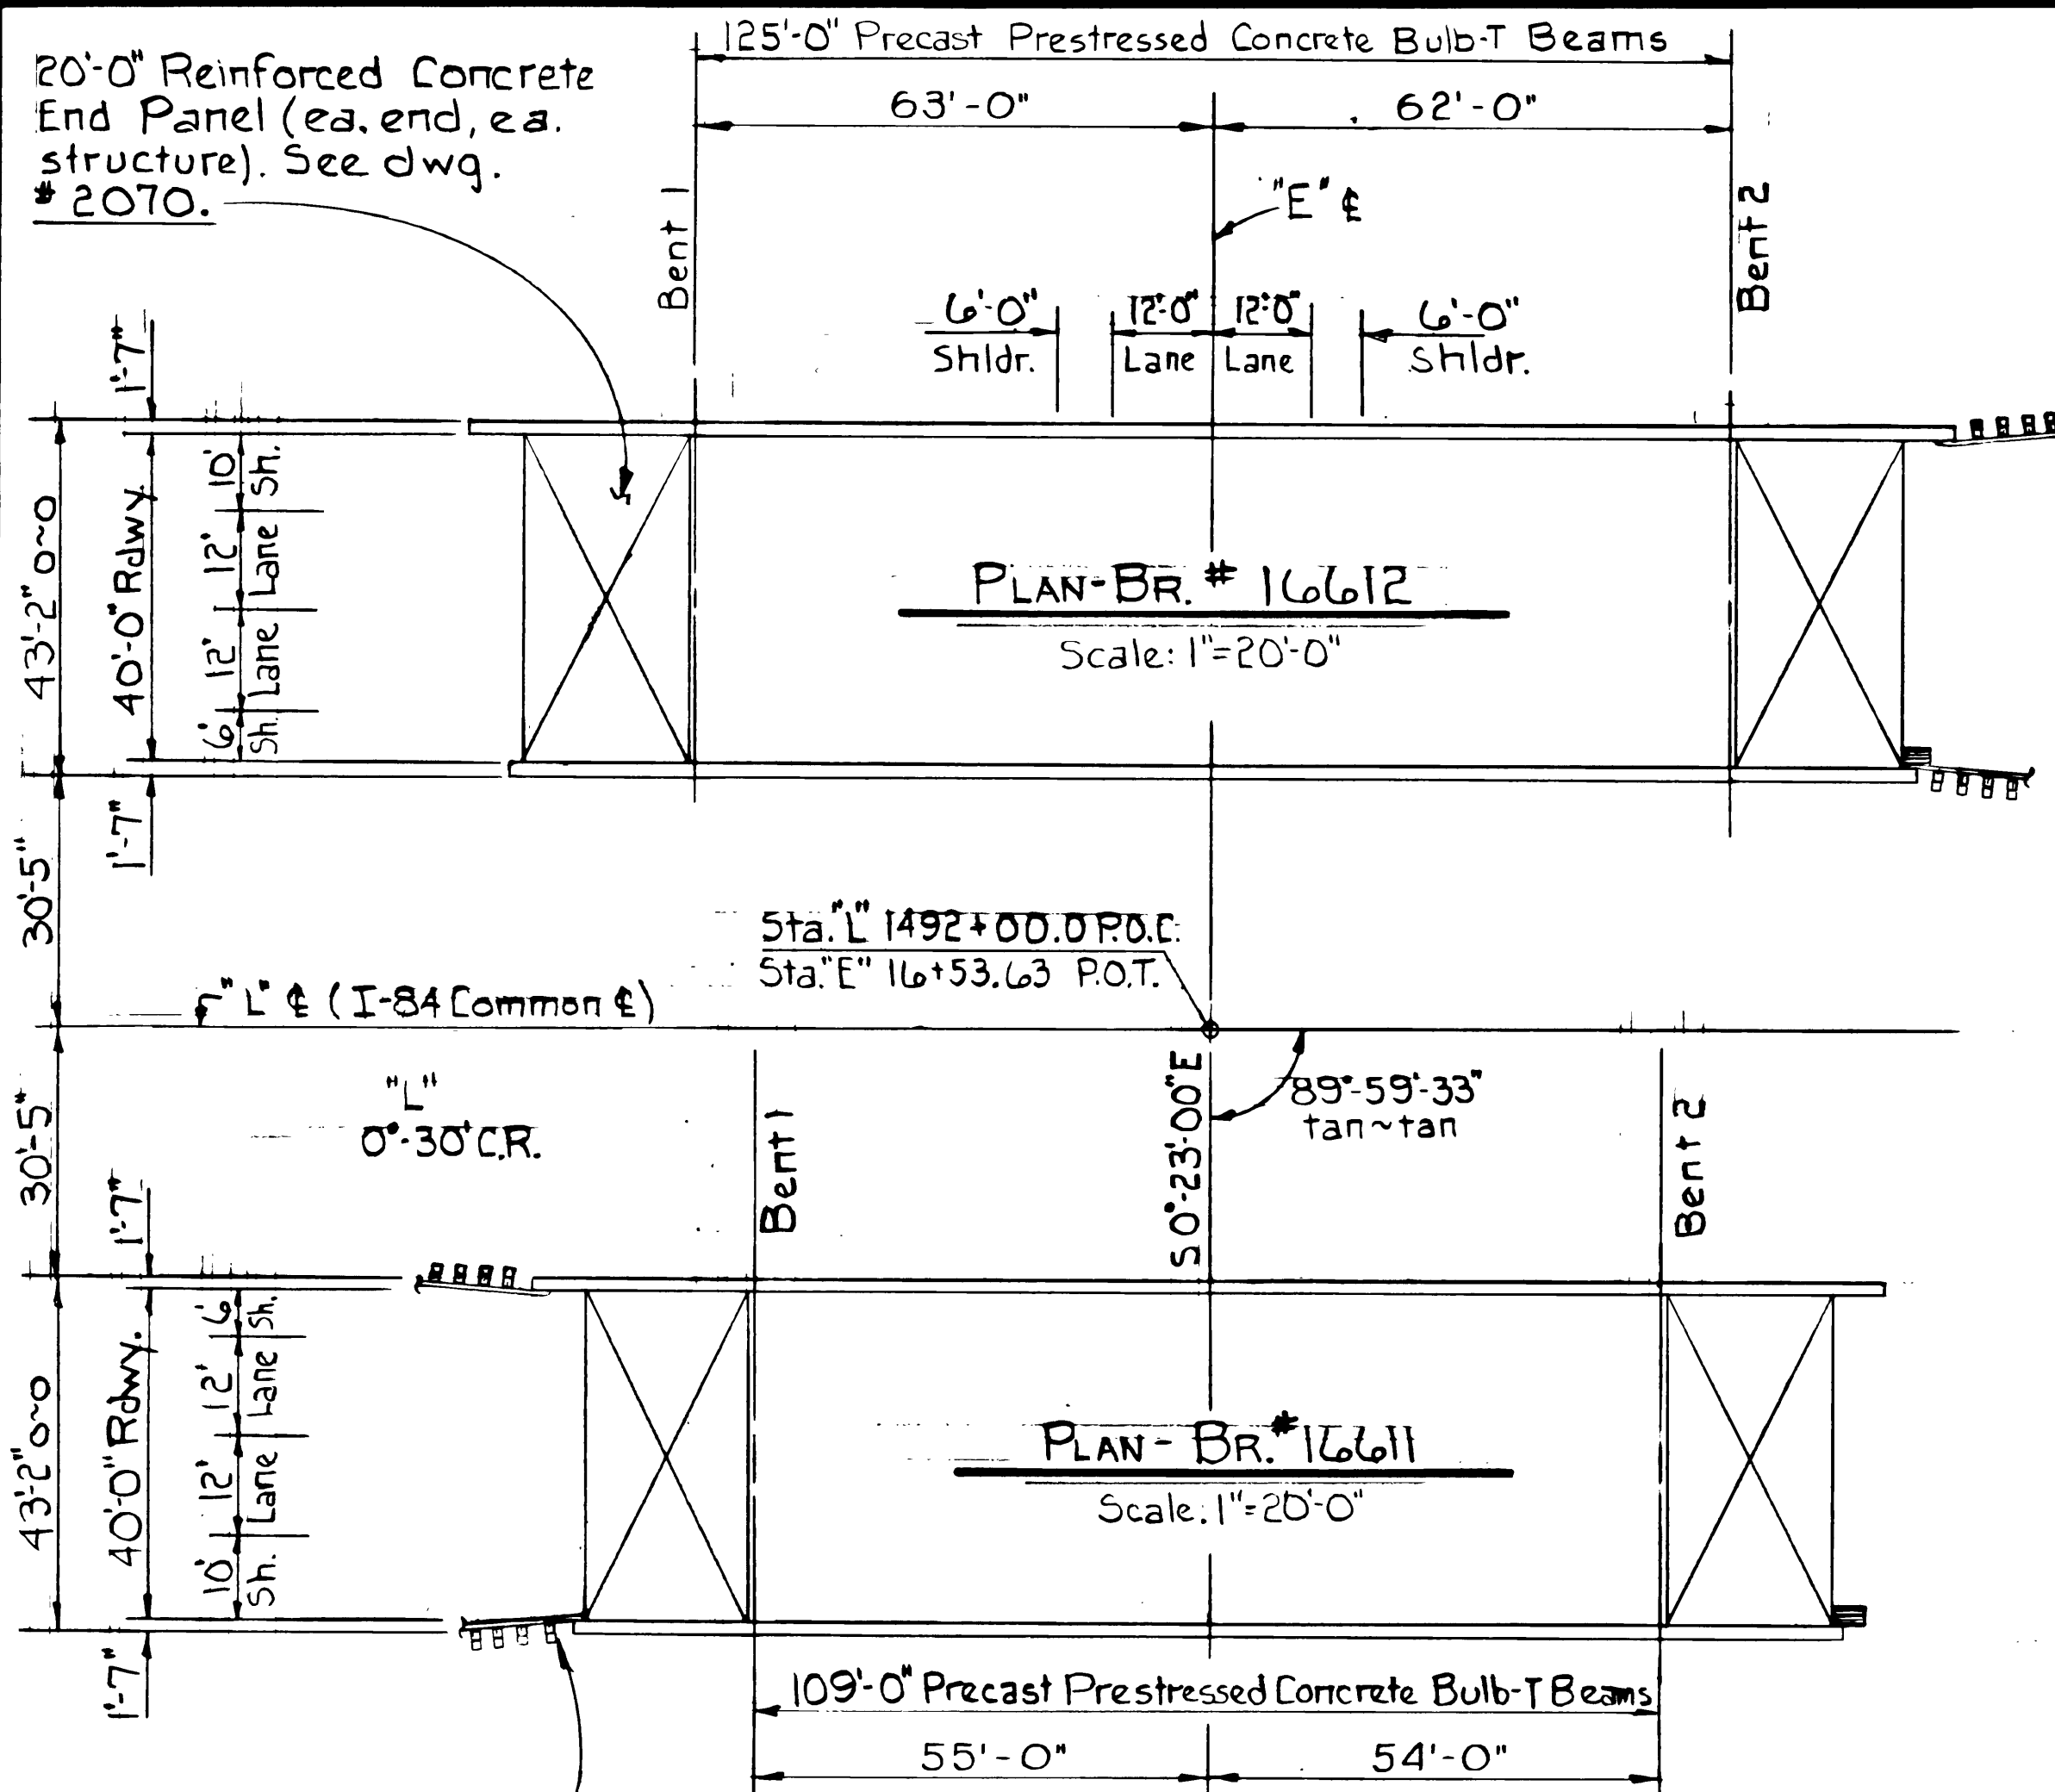 125'-0" Precast Prestressed Concrete Bulb-T Beams
20'-0" Reinforced Concrete
End Panel (ea. end, ea.
structure). See dwg.
# 2070.
63'-0"
62'-0"
Bent 1
"E" ℄
Bent 2
6'-0"
Shldr.
12'-0"
Lane
12'-0"
Lane
6'-0"
Shldr.
1'-7"
43'-2" o~o
40'-0" Rdwy.
10'
Sh.
12'
Lane
12'
Lane
6'
Sh.
1'-7"
PLAN-BR. # 16612
Scale: 1"=20'-0"
30'-5"
Sta. "L" 1492+00.0 P.O.C.
Sta. "E" 16+53.63 P.O.T.
"L" ℄ (I-84 Common ℄)
30'-5"
"L"
0°-30' C.R.
Bent 1
S0°-23'-00"E
89°-59'-33"
tan~tan
Bent 2
1'-7"
43'-2" o~o
40'-0" Rdwy.
6'
Sh.
12'
Lane
12'
Lane
10'
Sh.
1'-7"
PLAN - BR. # 16611
Scale: 1"=20'-0"
109'-0" Precast Prestressed Concrete Bulb-T Beams
55'-0"
54'-0"